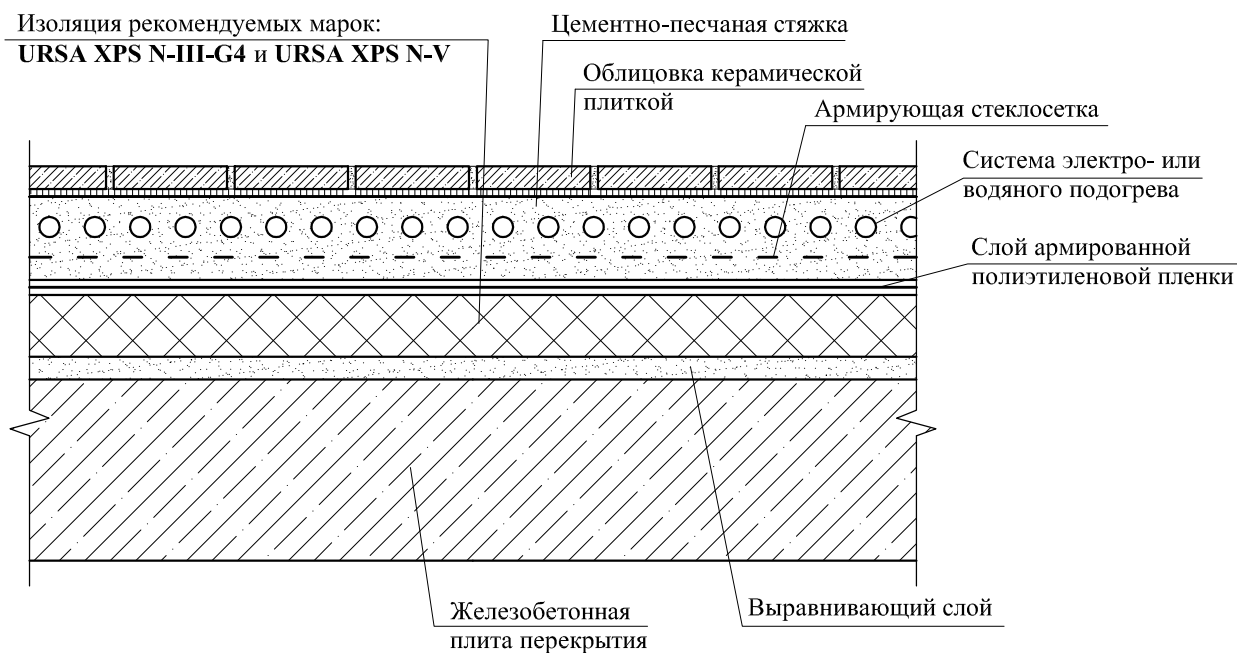 Изоляция рекомендуемых марок:
URSA XPS N-III-G4 и URSA XPS N-V
Цементно-песчаная стяжка
Облицовка керамической
плиткой
Армирующая стеклосетка
Система электро- или
водяного подогрева
Слой армированной
полиэтиленовой пленки
Выравнивающий слой
Железобетонная
плита перекрытия